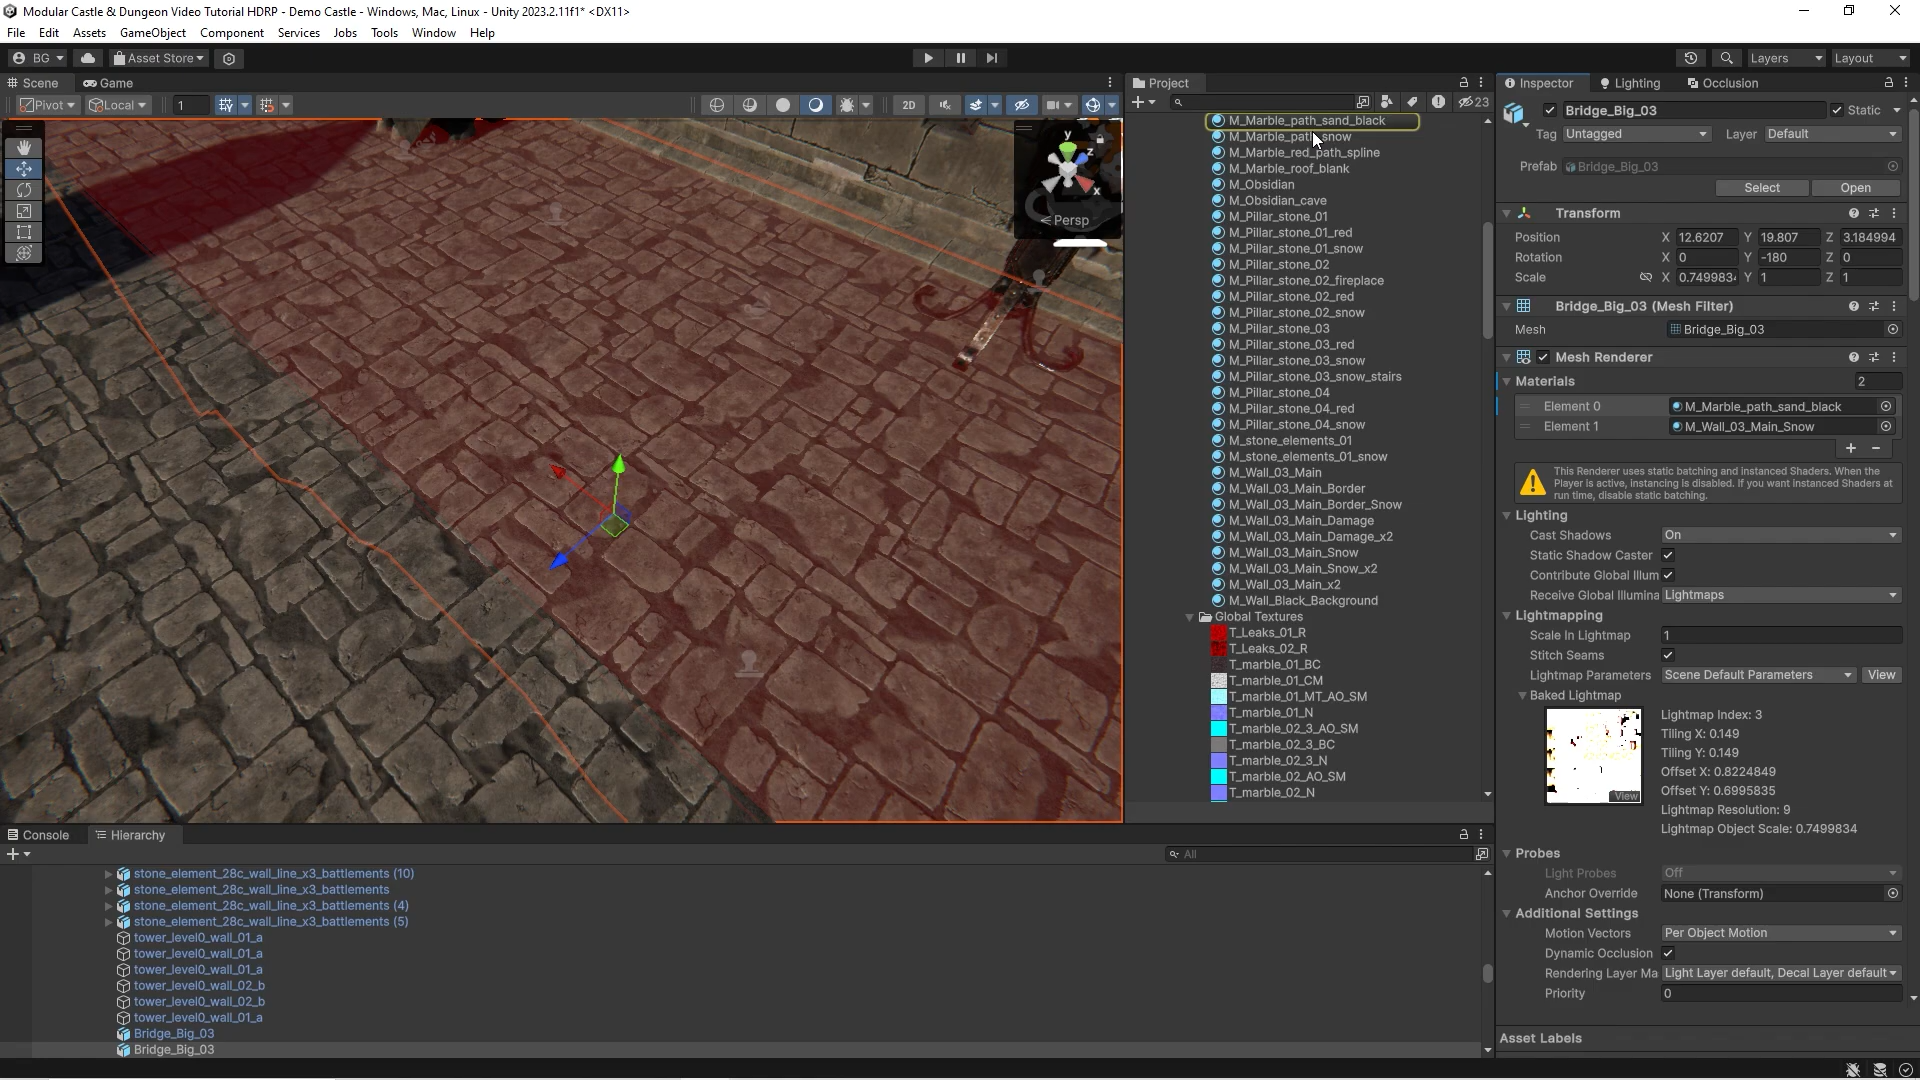 Modular Castle & Dungeon Video Tutorial HDRP - Demo Castle - Windows, Mac, Linux - Unity 2023.2.11f1* <DX11>
File Edit Assets GameObject Component Services Jobs Tools Window Help
BG Asset Store Layers Layout
Scene Game
Pivot Local 1 2D
y
z
x
< Persp
Project
23
M_Marble_path_sand_black
M_Marble_path_snow
M_Marble_red_path_spline
M_Marble_roof_blank
M_Obsidian
M_Obsidian_cave
M_Pillar_stone_01
M_Pillar_stone_01_red
M_Pillar_stone_01_snow
M_Pillar_stone_02
M_Pillar_stone_02_fireplace
M_Pillar_stone_02_red
M_Pillar_stone_02_snow
M_Pillar_stone_03
M_Pillar_stone_03_red
M_Pillar_stone_03_snow
M_Pillar_stone_03_snow_stairs
M_Pillar_stone_04
M_Pillar_stone_04_red
M_Pillar_stone_04_snow
M_stone_elements_01
M_stone_elements_01_snow
M_Wall_03_Main
M_Wall_03_Main_Border
M_Wall_03_Main_Border_Snow
M_Wall_03_Main_Damage
M_Wall_03_Main_Damage_x2
M_Wall_03_Main_Snow
M_Wall_03_Main_Snow_x2
M_Wall_03_Main_x2
M_Wall_Black_Background
Global Textures
T_Leaks_01_R
T_Leaks_02_R
T_marble_01_BC
T_marble_01_CM
T_marble_01_MT_AO_SM
T_marble_01_N
T_marble_02_3_AO_SM
T_marble_02_3_BC
T_marble_02_3_N
T_marble_02_AO_SM
T_marble_02_N
Inspector Lighting Occlusion
Bridge_Big_03 Static
Tag Untagged Layer Default
Prefab Bridge_Big_03
Select Open
Transform
Position X 12.6207 Y 19.807 Z 3.184994
Rotation X 0 Y -180 Z 0
Scale X 0.749983 Y 1 Z 1
Bridge_Big_03 (Mesh Filter)
Mesh Bridge_Big_03
Mesh Renderer
Materials 2
Element 0 M_Marble_path_sand_black
Element 1 M_Wall_03_Main_Snow
+ −
This Renderer uses static batching and instanced Shaders. When the
Player is active, instancing is disabled. If you want instanced Shaders at
run time, disable static batching.
Lighting
Cast Shadows On
Static Shadow Caster
Contribute Global Illum
Receive Global Illumina Lightmaps
Lightmapping
Scale In Lightmap 1
Stitch Seams
Lightmap Parameters Scene Default Parameters View
Baked Lightmap
View
Lightmap Index: 3
Tiling X: 0.149
Tiling Y: 0.149
Offset X: 0.8224849
Offset Y: 0.6995835
Lightmap Resolution: 9
Lightmap Object Scale: 0.7499834
Probes
Light Probes Off
Anchor Override None (Transform)
Additional Settings
Motion Vectors Per Object Motion
Dynamic Occlusion
Rendering Layer Ma Light Layer default, Decal Layer default
Priority 0
Asset Labels
Console Hierarchy
All
stone_element_28c_wall_line_x3_battlements (10)
stone_element_28c_wall_line_x3_battlements
stone_element_28c_wall_line_x3_battlements (4)
stone_element_28c_wall_line_x3_battlements (5)
tower_level0_wall_01_a
tower_level0_wall_01_a
tower_level0_wall_01_a
tower_level0_wall_02_b
tower_level0_wall_02_b
tower_level0_wall_01_a
Bridge_Big_03
Bridge_Big_03